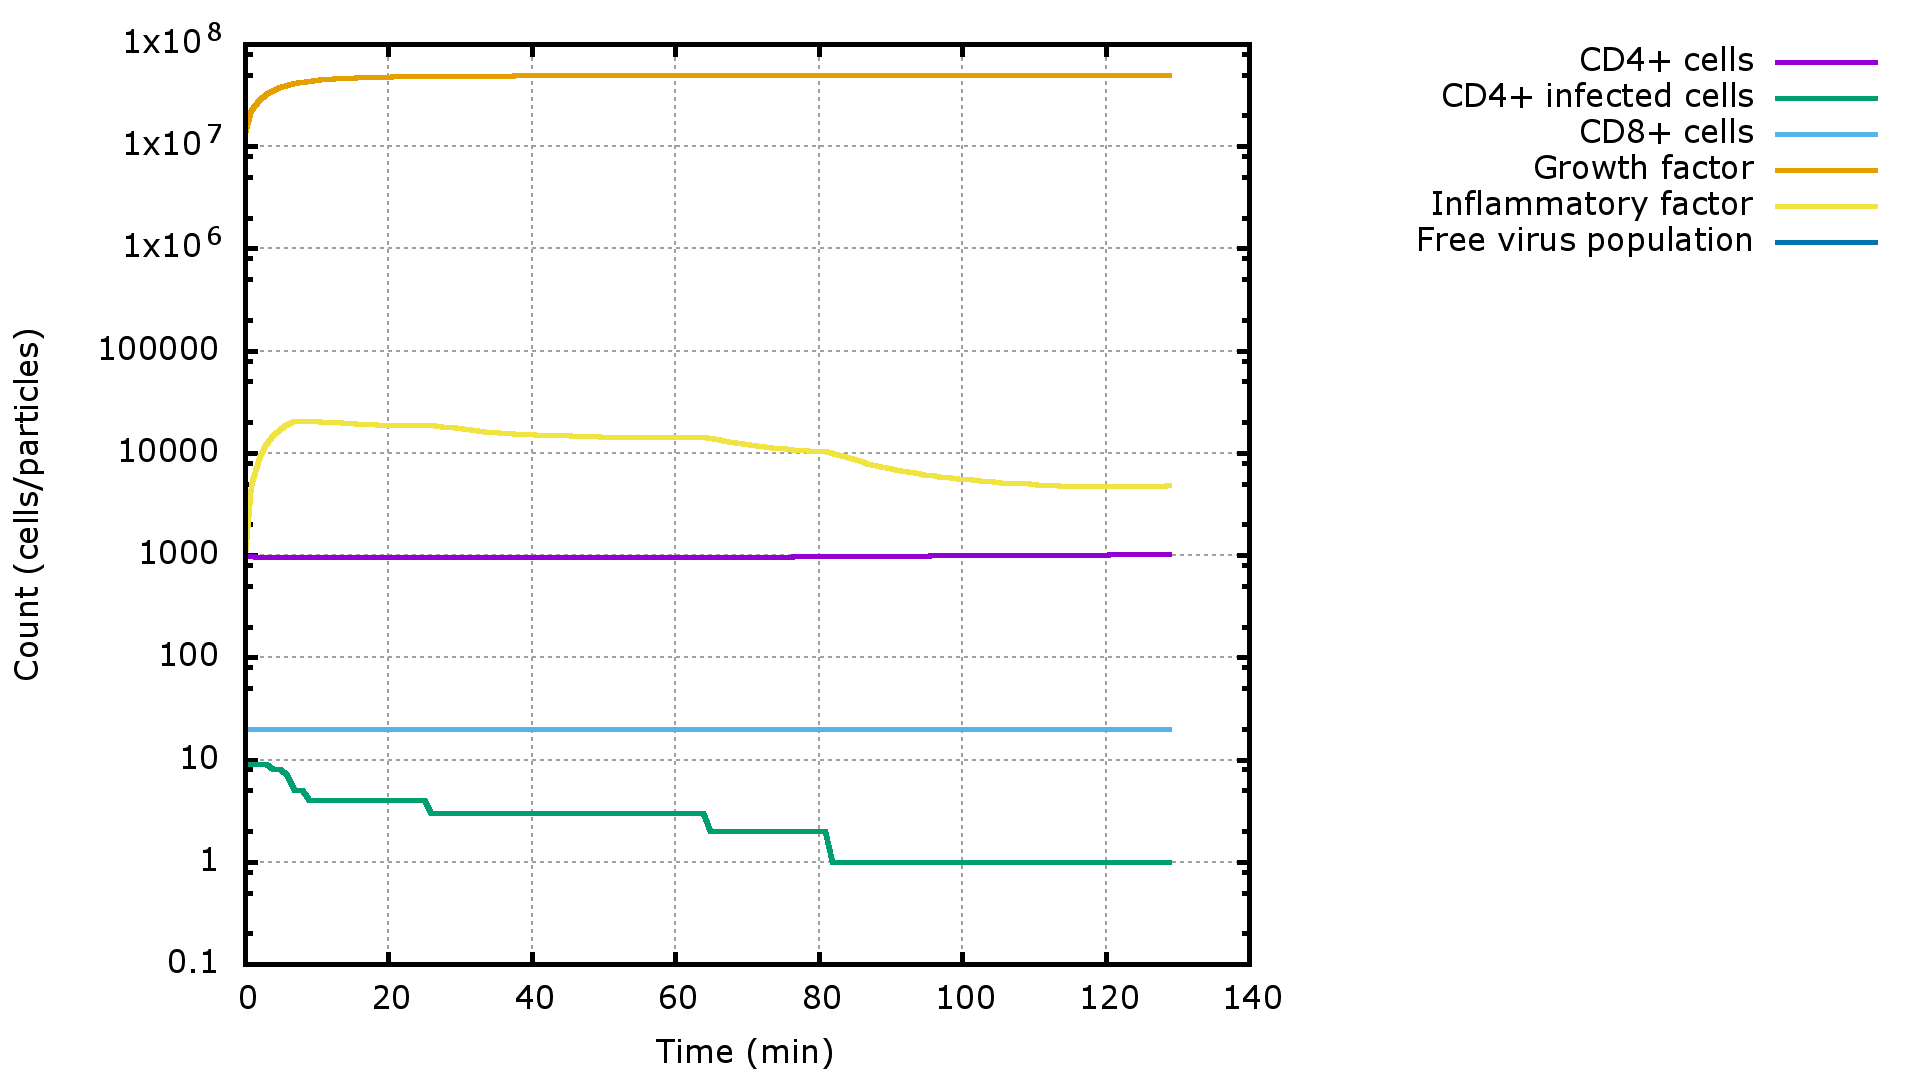 1x10^8
1x10^7
1x10^6
100000
10000
1000
100
10
1
0.1
0 20 40 60 80 100 120 140
Count (cells/particles)
Time (min)
CD4+ cells
CD4+ infected cells
CD8+ cells
Growth factor
Inflammatory factor
Free virus population